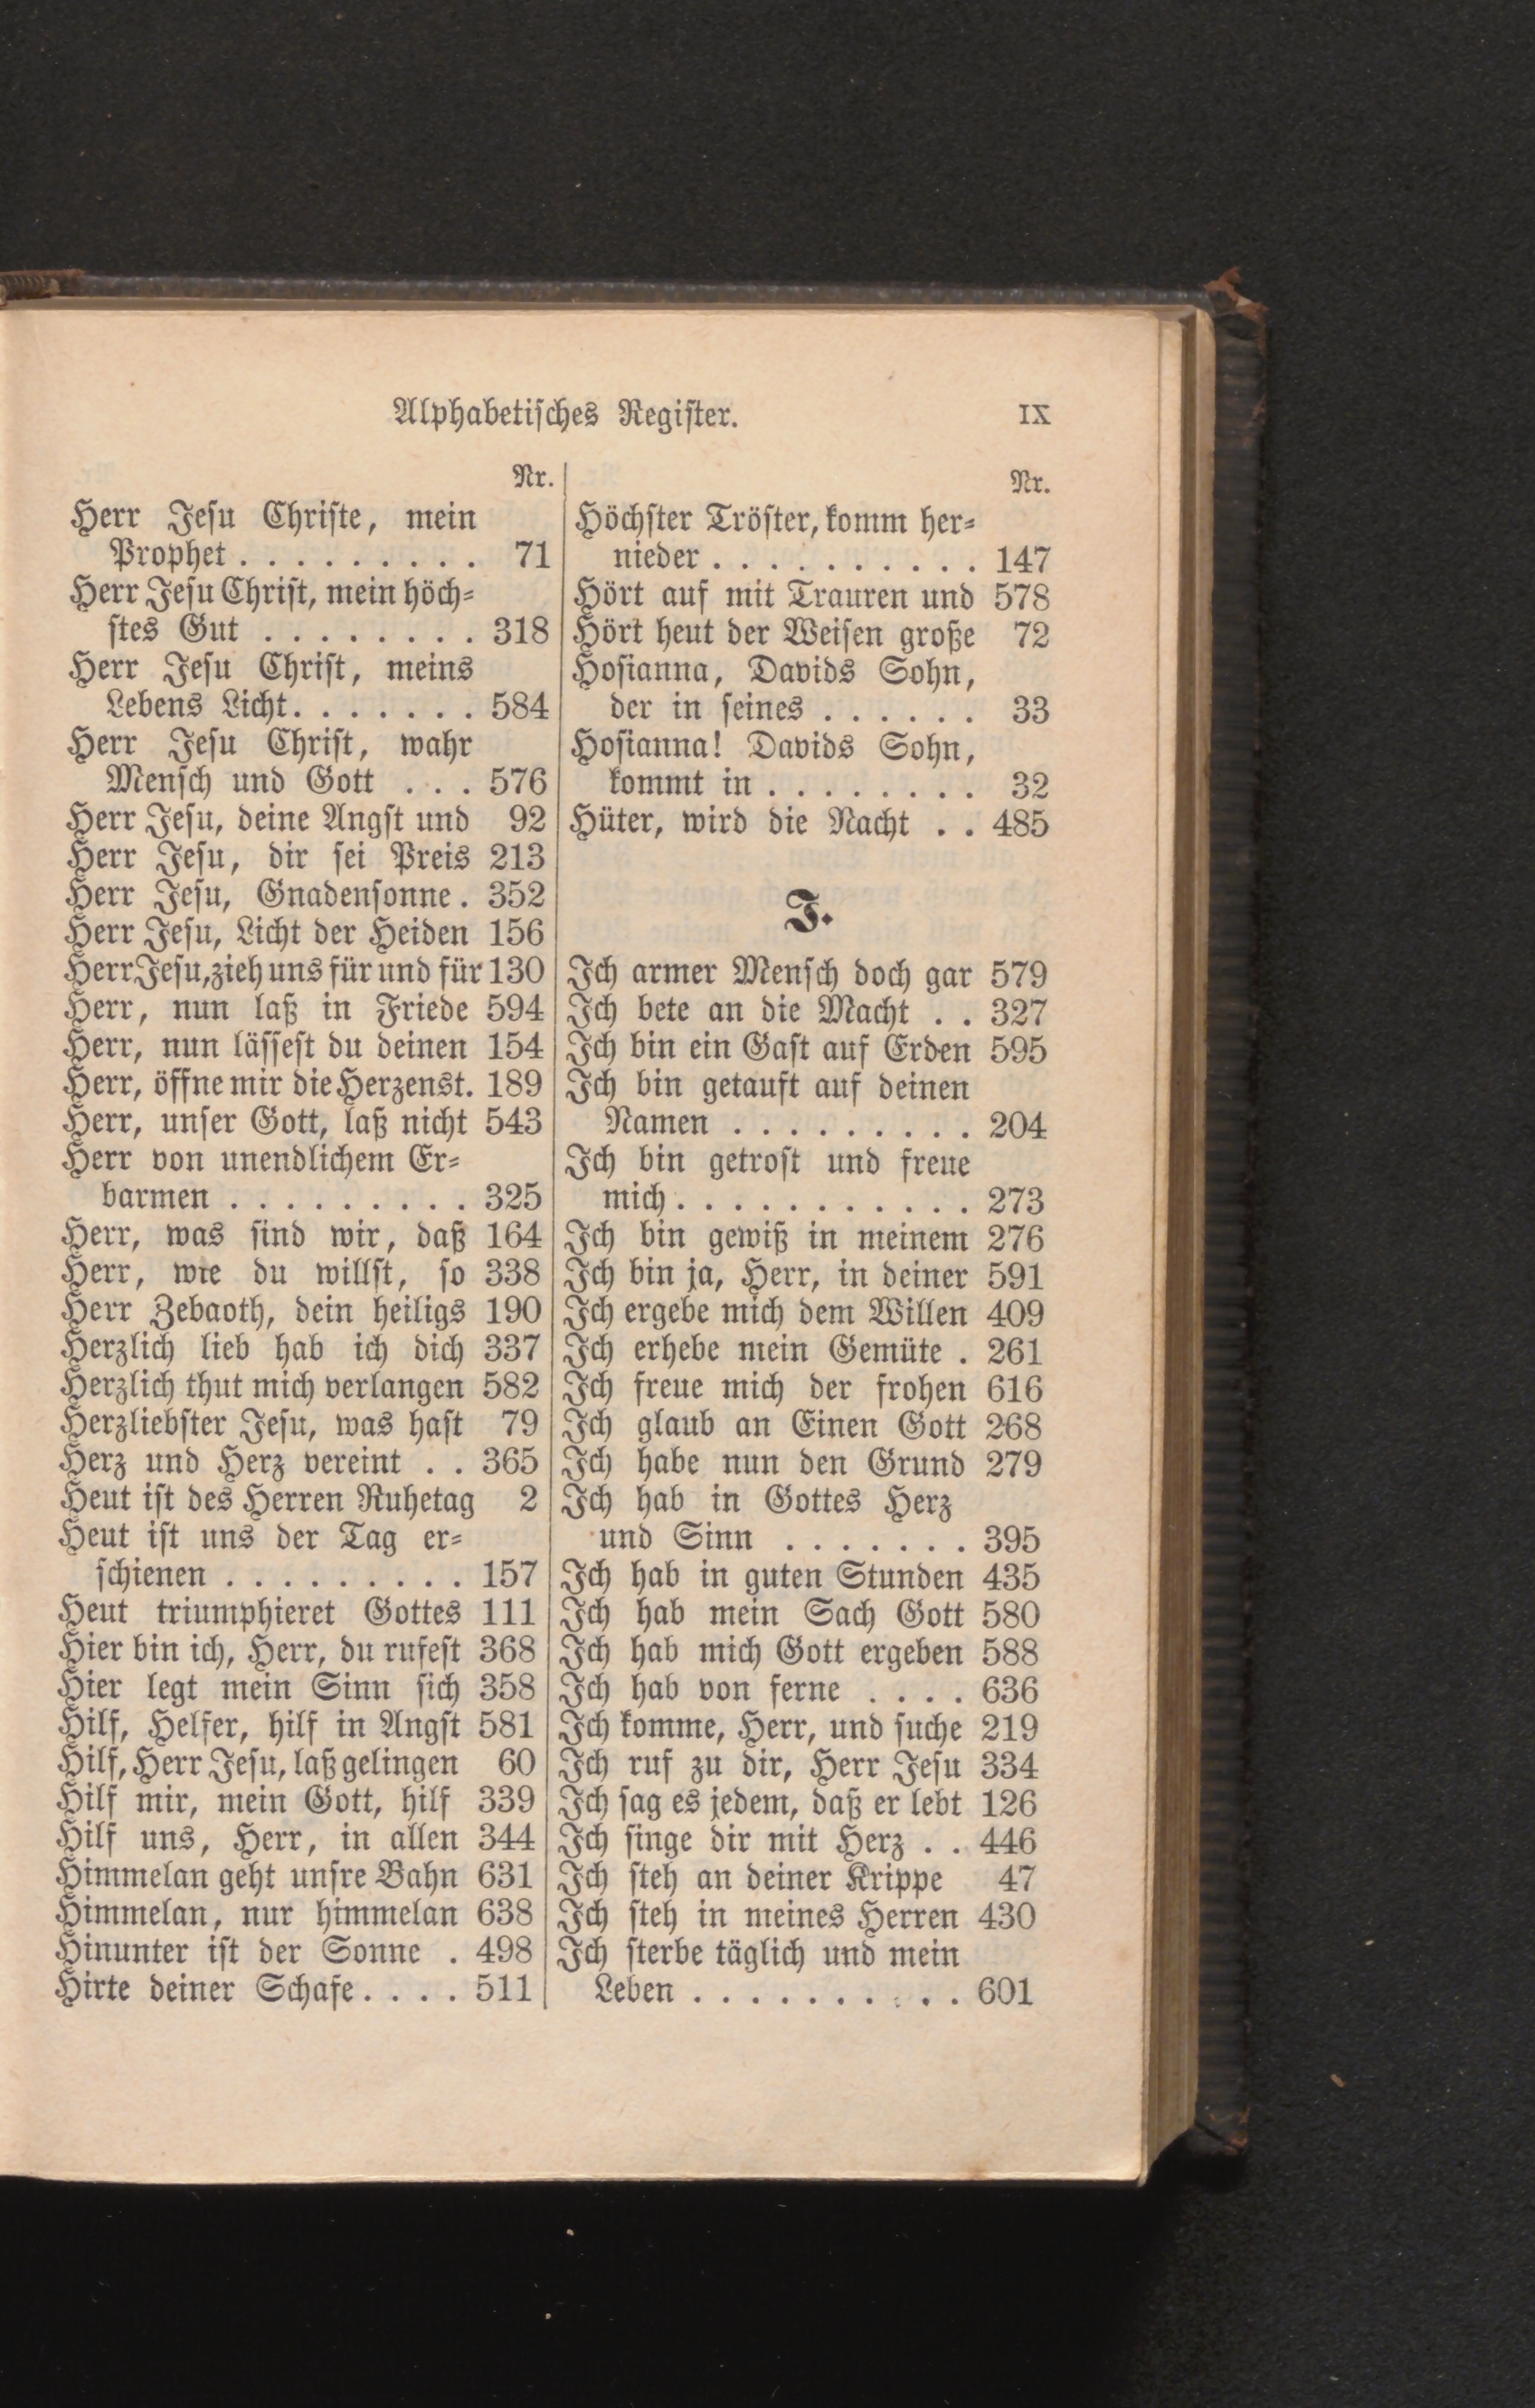 Alphabetisches Register. IX
Nr.
Herr Jesu Christe, mein
Prophet . . . . . . . . . 71
Herr Jesu Christ, mein höch=
stes Gut . . . . . . . . 318
Herr Jesu Christ, meins
Lebens Licht. . . . . . . 584
Herr Jesu Christ, wahr
Mensch und Gott . . . 576
Herr Jesu, deine Angst und 92
Herr Jesu, dir sei Preis 213
Herr Jesu, Gnadensonne . 352
Herr Jesu, Licht der Heiden 156
Herr Jesu, zieh uns für und für 130
Herr, nun laß in Friede 594
Herr, nun lässest du deinen 154
Herr, öffne mir die Herzenst. 189
Herr, unser Gott, laß nicht 543
Herr von unendlichem Er=
barmen . . . . . . . . . 325
Herr, was sind wir, daß 164
Herr, wie du willst, so 338
Herr Zebaoth, dein heiligs 190
Herzlich lieb hab ich dich 337
Herzlich thut mich verlangen 582
Herzliebster Jesu, was hast 79
Herz und Herz vereint . . 365
Heut ist des Herren Ruhetag 2
Heut ist uns der Tag er=
schienen . . . . . . . . . 157
Heut triumphieret Gottes 111
Hier bin ich, Herr, du rufest 368
Hier legt mein Sinn sich 358
Hilf, Helfer, hilf in Angst 581
Hilf, Herr Jesu, laß gelingen 60
Hilf mir, mein Gott, hilf 339
Hilf uns, Herr, in allen 344
Himmelan geht unsre Bahn 631
Himmelan, nur himmelan 638
Hinunter ist der Sonne . 498
Hirte deiner Schafe . . . . 511
Nr.
Höchster Tröster, komm her=
nieder . . . . . . . . . . . 147
Hört auf mit Trauren und 578
Hört heut der Weisen große 72
Hosianna, Davids Sohn,
der in seines . . . . . . 33
Hosianna! Davids Sohn,
kommt in . . . . . . . . 32
Hüter, wird die Nacht . . 485
J.
Ich armer Mensch doch gar 579
Ich bete an die Macht . . 327
Ich bin ein Gast auf Erden 595
Ich bin getauft auf deinen
Namen . . . . . . . . . . 204
Ich bin getrost und freue
mich . . . . . . . . . . . . 273
Ich bin gewiß in meinem 276
Ich bin ja, Herr, in deiner 591
Ich ergebe mich dem Willen 409
Ich erhebe mein Gemüte . 261
Ich freue mich der frohen 616
Ich glaub an Einen Gott 268
Ich habe nun den Grund 279
Ich hab in Gottes Herz
und Sinn . . . . . . . 395
Ich hab in guten Stunden 435
Ich hab mein Sach Gott 580
Ich hab mich Gott ergeben 588
Ich hab von ferne . . . . 636
Ich komme, Herr, und suche 219
Ich ruf zu dir, Herr Jesu 334
Ich sag es jedem, daß er lebt 126
Ich singe dir mit Herz . . 446
Ich steh an deiner Krippe 47
Ich steh in meines Herren 430
Ich sterbe täglich und mein
Leben . . . . . . . . . . 601